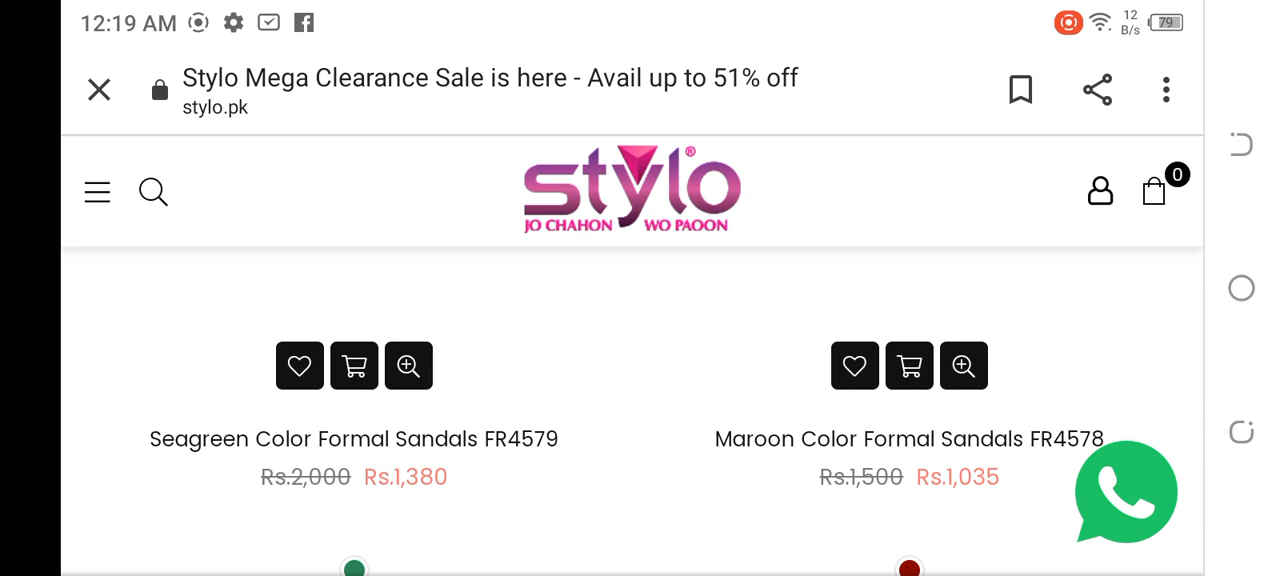 12:19 AM
12
B/s
79
Stylo Mega Clearance Sale is here - Avail up to 51% off
stylo.pk
stylo®
JO CHAHON WO PAOON
0
Seagreen Color Formal Sandals FR4579
Rs.2,000 Rs.1,380
Maroon Color Formal Sandals FR4578
Rs.1,500 Rs.1,035